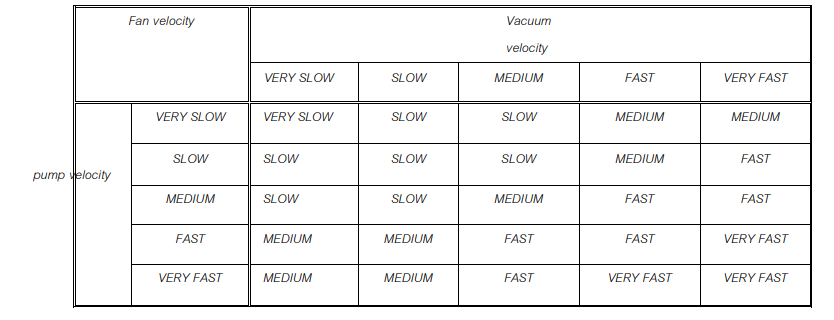 Fan velocity Vacuum
velocity
VERY SLOW SLOW MEDIUM FAST VERY FAST
VERY SLOW VERY SLOW SLOW SLOW MEDIUM MEDIUM
SLOW SLOW SLOW SLOW MEDIUM FAST
pump velocity
MEDIUM SLOW SLOW MEDIUM FAST FAST
FAST MEDIUM MEDIUM FAST FAST VERY FAST
VERY FAST MEDIUM MEDIUM FAST VERY FAST VERY FAST